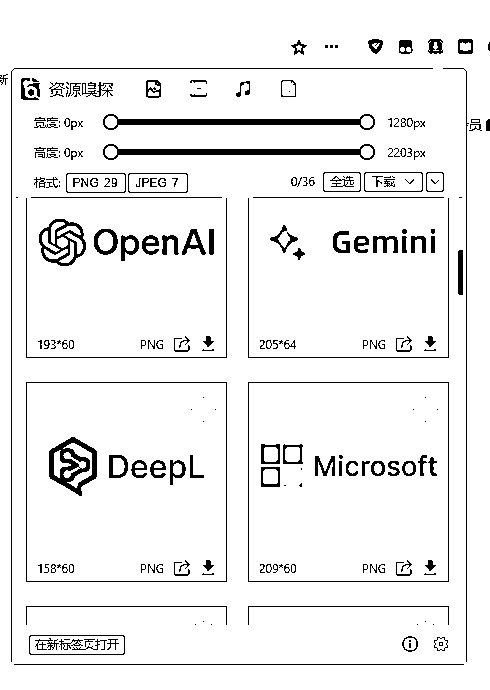 新
资源嗅探
员
宽度: 0px 1280px
高度: 0px 2203px
格式: PNG 29 JPEG 7 0/36 全选 下载
OpenAI
193*60 PNG
Gemini
205*64 PNG
DeepL
158*60 PNG
Microsoft
209*60 PNG
在新标签页打开